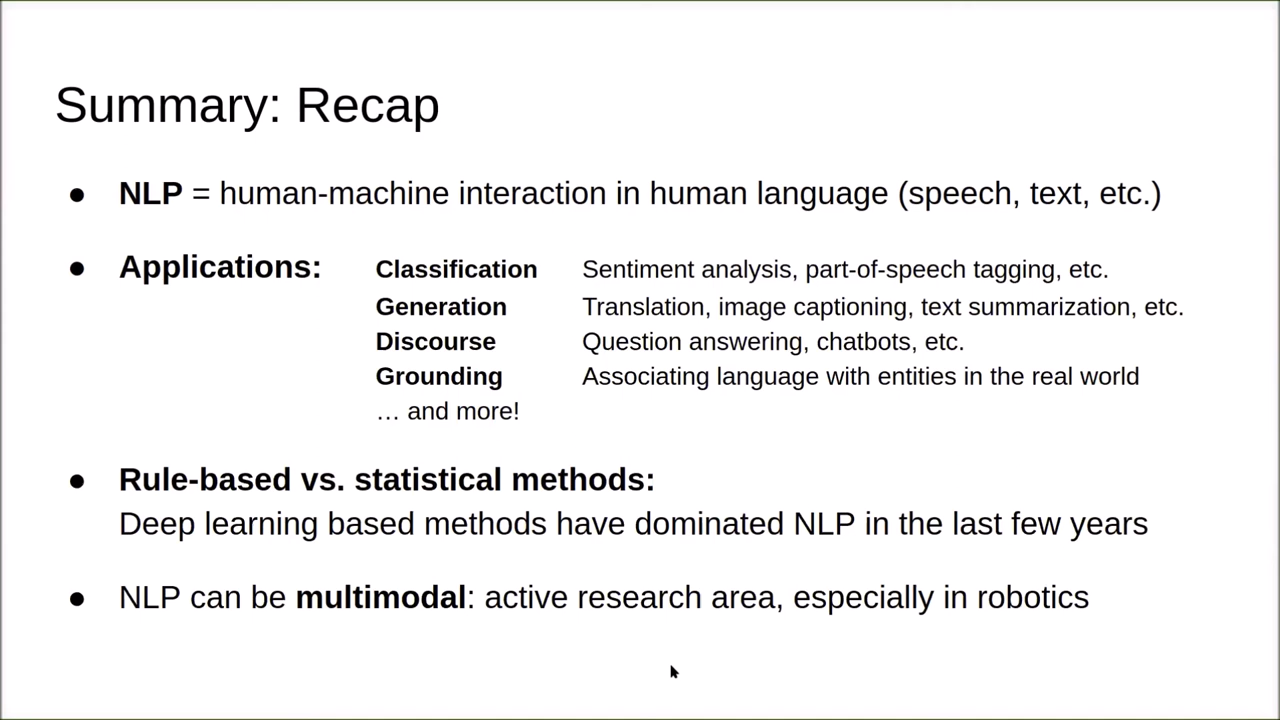 Summary: Recap
● NLP = human-machine interaction in human language (speech, text, etc.)
● Applications: Classification Sentiment analysis, part-of-speech tagging, etc.
Generation Translation, image captioning, text summarization, etc.
Discourse Question answering, chatbots, etc.
Grounding Associating language with entities in the real world
… and more!
● Rule-based vs. statistical methods:
Deep learning based methods have dominated NLP in the last few years
● NLP can be multimodal: active research area, especially in robotics